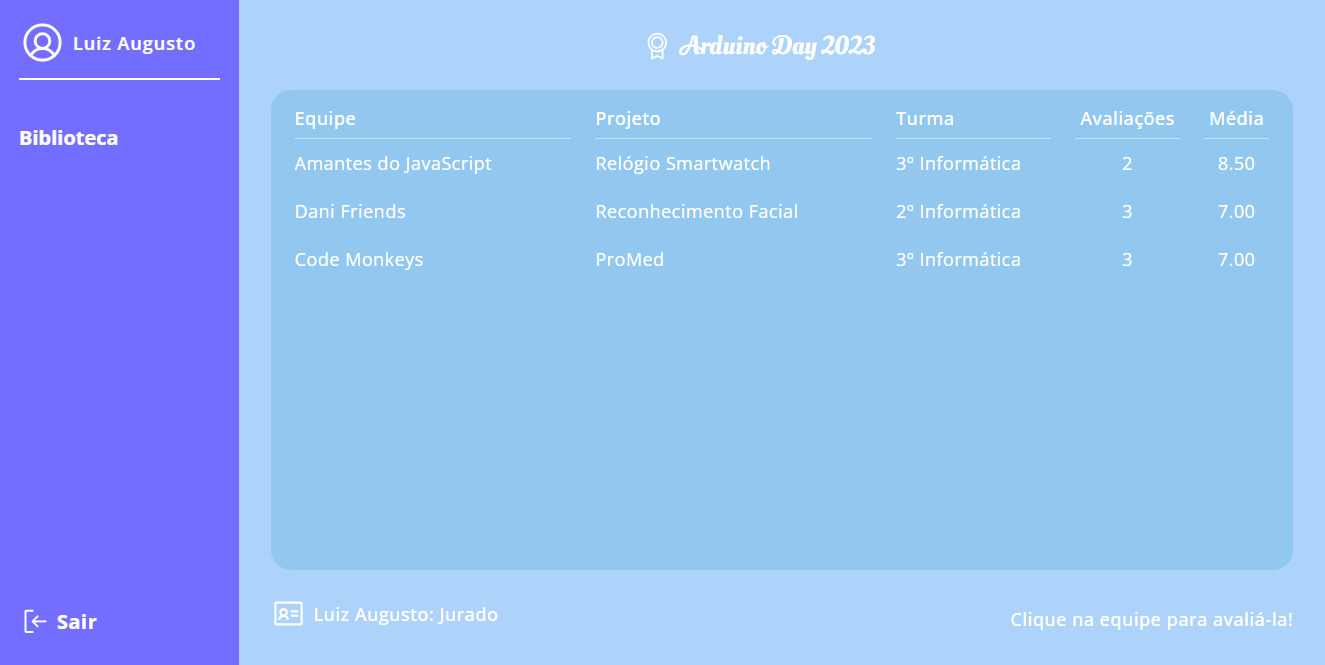 Luiz Augusto
Biblioteca
Sair
Arduino Day 2023
Equipe Projeto Turma Avaliações Média
Amantes do JavaScript Relógio Smartwatch 3º Informática 2 8.50
Dani Friends Reconhecimento Facial 2º Informática 3 7.00
Code Monkeys ProMed 3º Informática 3 7.00
Luiz Augusto: Jurado
Clique na equipe para avaliá-la!